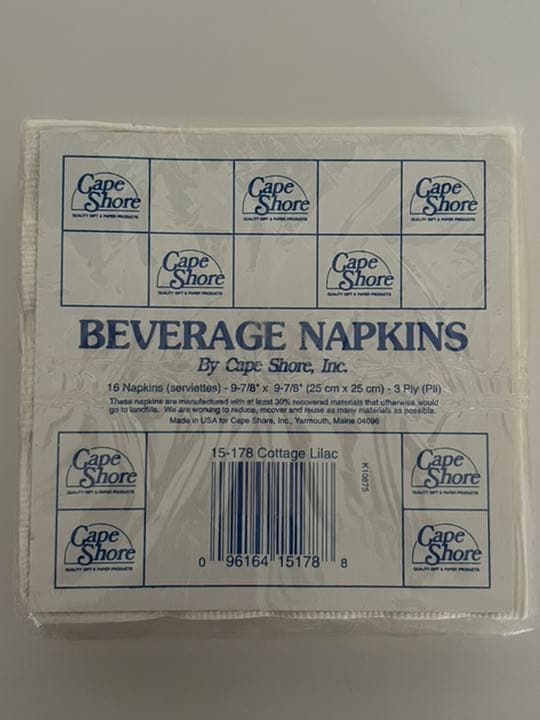 Cape Shore
QUALITY GIFT & PAPER PRODUCTS
Cape Shore
QUALITY GIFT & PAPER PRODUCTS
Cape Shore
QUALITY GIFT & PAPER PRODUCTS
Cape Shore
QUALITY GIFT & PAPER PRODUCTS
Cape Shore
QUALITY GIFT & PAPER PRODUCTS
BEVERAGE NAPKINS
By Cape Shore, Inc.
16 Napkins (serviettes) - 9-7/8" x 9-7/8" (25 cm x 25 cm) - 3 Ply (Pli)
These napkins are manufactured with at least 30% recovered materials that otherwise would
go to landfills. We are working to reduce, recover and reuse as many materials as possible.
Made in USA for Cape Shore, Inc., Yarmouth, Maine 04096
Cape Shore
QUALITY GIFT & PAPER PRODUCTS
15-178 Cottage Lilac
K10875
0 96164 15178 8
Cape Shore
QUALITY GIFT & PAPER PRODUCTS
Cape Shore
QUALITY GIFT & PAPER PRODUCTS
Cape Shore
QUALITY GIFT & PAPER PRODUCTS